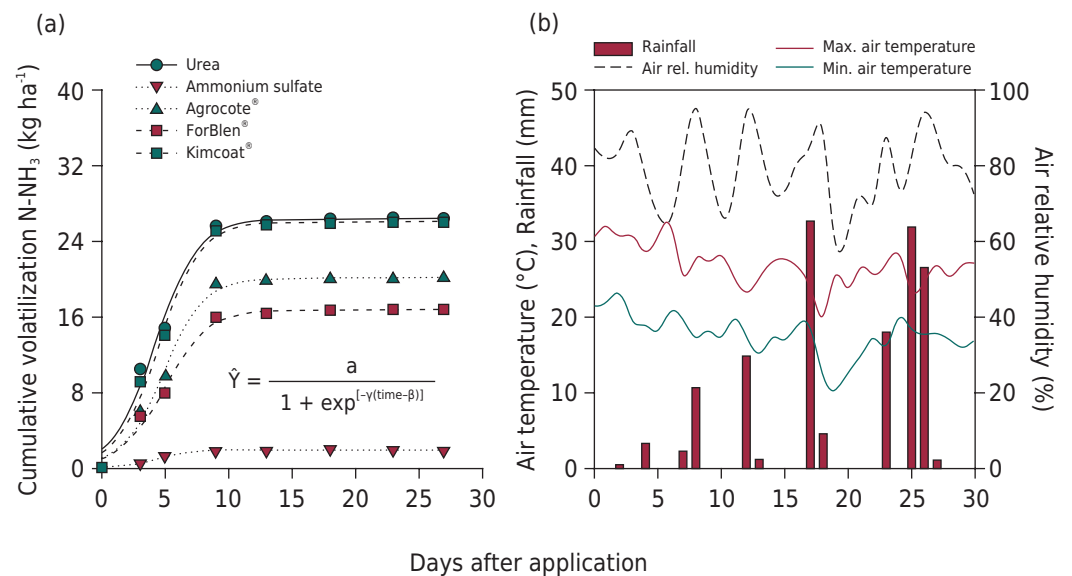 (a)
Urea
Ammonium sulfate
Agrocote®
ForBlen®
Kimcoat®
Cumulative volatilization N-NH3 (kg ha-1)
40
32
24
16
8
0
Ŷ = a / 1 + exp[–γ(time–β)]
0 5 10 15 20 25 30
(b)
Rainfall
Air rel. humidity
Max. air temperature
Min. air temperature
Air temperature (°C), Rainfall (mm)
50
40
30
20
10
0
100
80
60
40
20
0
Air relative humidity (%)
0 5 10 15 20 25 30
Days after application